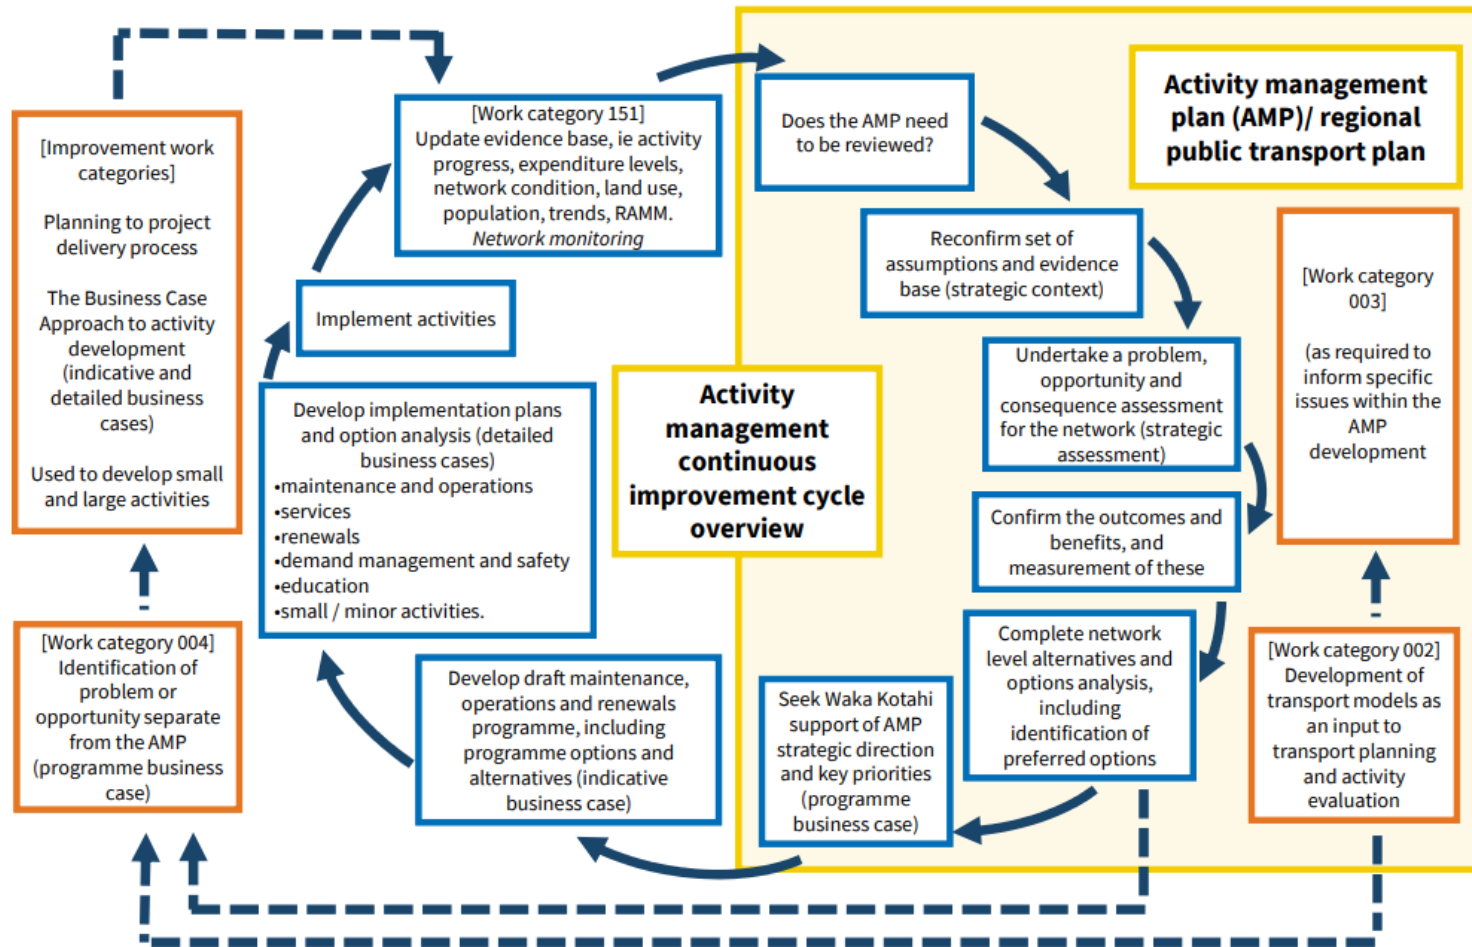 [Improvement work
categories]
Planning to project
delivery process
The Business Case
Approach to activity
development
(indicative and
detailed business
cases)
Used to develop small
and large activities
[Work category 004]
Identification of
problem or
opportunity separate
from the AMP
(programme business
case)
[Work category 151]
Update evidence base, ie activity
progress, expenditure levels,
network condition, land use,
population, trends, RAMM.
Network monitoring
Implement activities
Develop implementation plans
and option analysis (detailed
business cases)
•maintenance and operations
•services
•renewals
•demand management and safety
•education
•small / minor activities.
Develop draft maintenance,
operations and renewals
programme, including
programme options and
alternatives (indicative
business case)
Activity
management
continuous
improvement cycle
overview
Activity management
plan (AMP)/ regional
public transport plan
Does the AMP need
to be reviewed?
Reconfirm set of
assumptions and evidence
base (strategic context)
Undertake a problem,
opportunity and
consequence assessment
for the network (strategic
assessment)
Confirm the outcomes and
benefits, and
measurement of these
Complete network
level alternatives and
options analysis,
including
identification of
preferred options
Seek Waka Kotahi
support of AMP
strategic direction
and key priorities
(programme
business case)
[Work category
003]
(as required to
inform specific
issues within the
AMP
development
[Work category 002]
Development of
transport models as
an input to
transport planning
and activity
evaluation